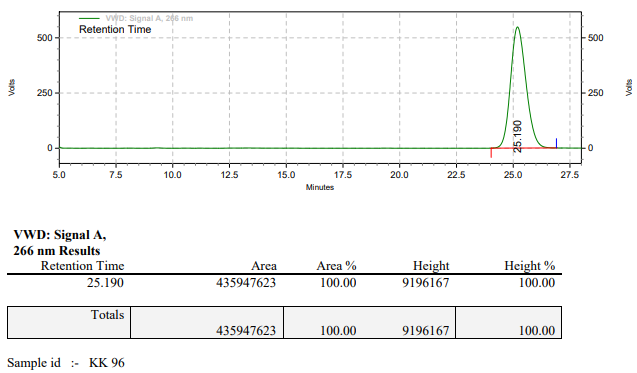 VWD: Signal A, 266 nm
Retention Time
500
250
0
Volts
500
250
0
Volts
25.190
5.0 7.5 10.0 12.5 15.0 17.5 20.0 22.5 25.0 27.5
Minutes
VWD: Signal A,
266 nm Results
Retention Time Area Area % Height Height %
25.190 435947623 100.00 9196167 100.00
Totals
435947623 100.00 9196167 100.00
Sample id :- KK 96